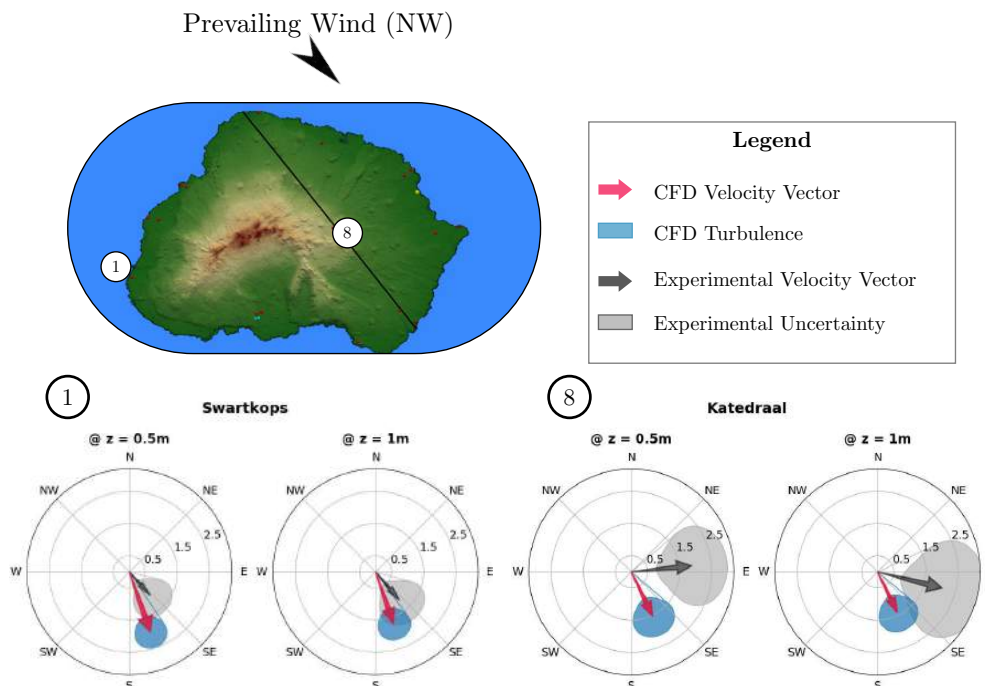 Prevailing Wind (NW)
8
1
Legend
CFD Velocity Vector
CFD Turbulence
Experimental Velocity Vector
Experimental Uncertainty
1
Swartkops
8
Katedraal
@ z = 0.5m
@ z = 1m
@ z = 0.5m
@ z = 1m
N
N
N
N
NW
NE
NW
NE
NW
NE
NW
NE
2.5
2.5
2.5
2.5
1.5
1.5
1.5
1.5
0.5
0.5
0.5
0.5
W
E
W
E
W
E
W
E
SW
SE
SW
SE
SW
SE
SW
SE
S
S
S
S